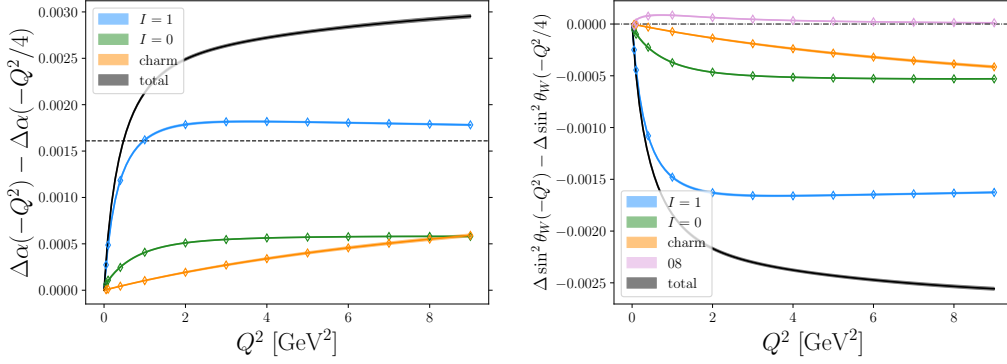 Δα(−Q²) − Δα(−Q²/4)
0.0030
0.0025
0.0020
0.0015
0.0010
0.0005
0.0000
I = 1
I = 0
charm
total
0
2
4
6
8
Q² [GeV²]
Δ sin² θ_W(−Q²) − Δ sin² θ_W(−Q²/4)
0.0000
−0.0005
−0.0010
−0.0015
−0.0020
−0.0025
I = 1
I = 0
charm
08
total
0
2
4
6
8
Q² [GeV²]